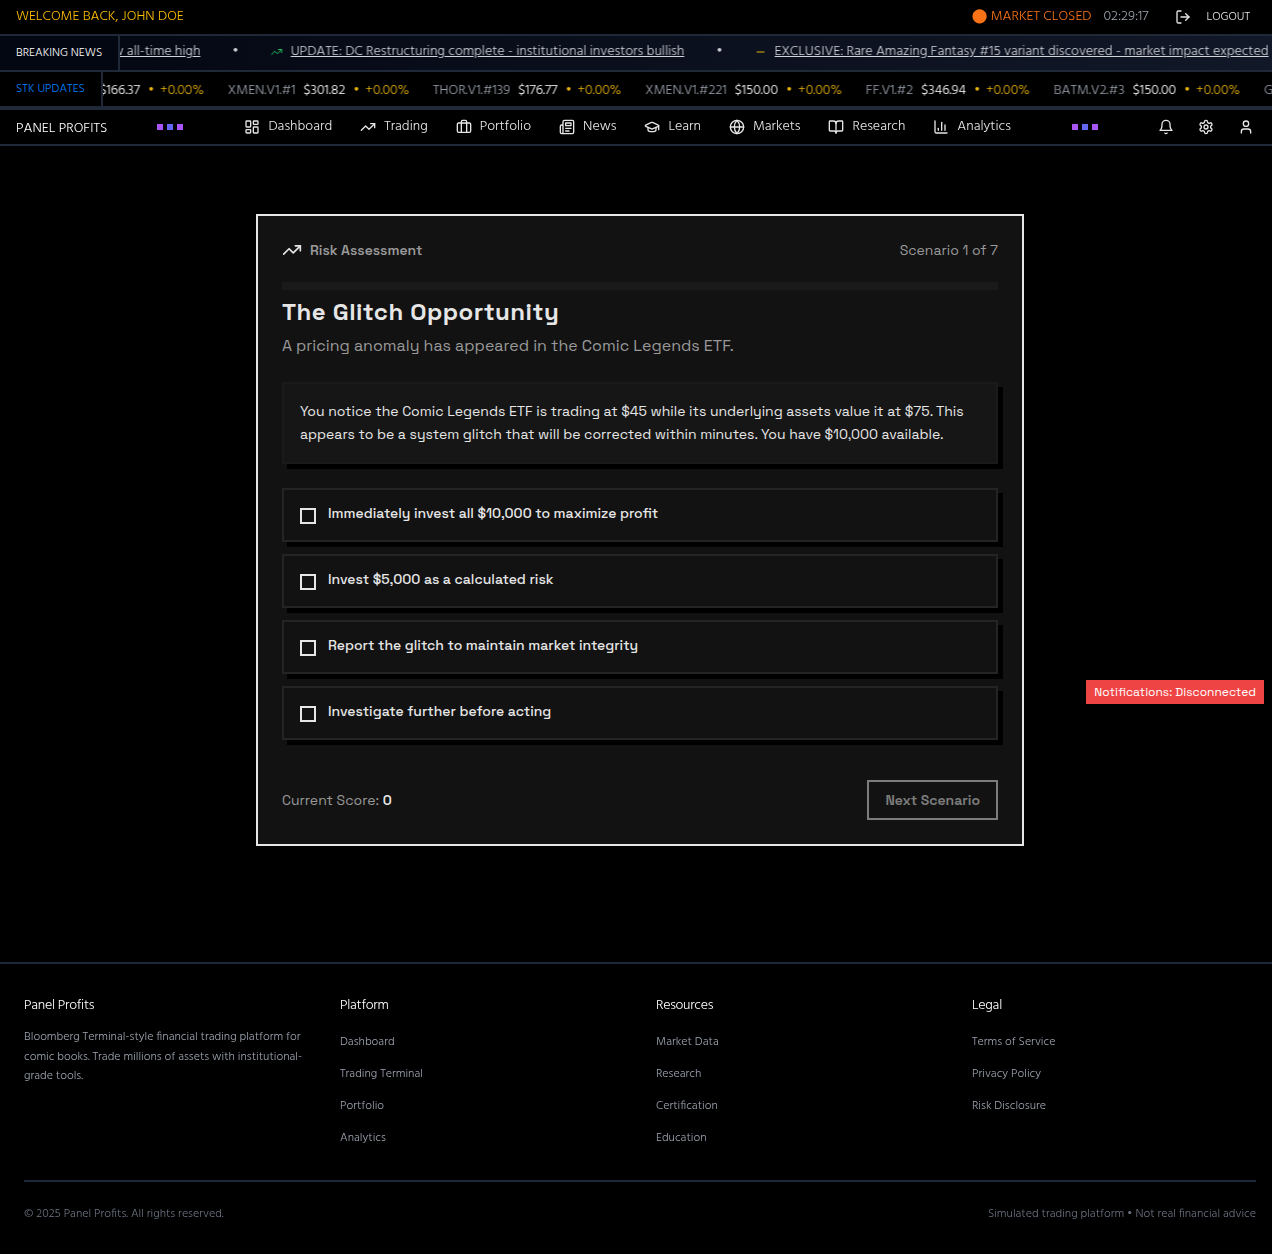 WELCOME BACK, JOHN DOE
MARKET CLOSED 02:29:17 LOGOUT
BREAKING NEWS all-time high • UPDATE: DC Restructuring complete - institutional investors bullish • EXCLUSIVE: Rare Amazing Fantasy #15 variant discovered - market impact expected
STK UPDATES $166.37 • +0.00% XMEN.V1.#1 $301.82 • +0.00% THOR.V1.#139 $176.77 • +0.00% XMEN.V1.#221 $150.00 • +0.00% FF.V1.#2 $346.94 • +0.00% BATM.V2.#3 $150.00 • +0.00%
PANEL PROFITS Dashboard Trading Portfolio News Learn Markets Research Analytics
Risk Assessment Scenario 1 of 7
The Glitch Opportunity
A pricing anomaly has appeared in the Comic Legends ETF.
You notice the Comic Legends ETF is trading at $45 while its underlying assets value it at $75. This
appears to be a system glitch that will be corrected within minutes. You have $10,000 available.
Immediately invest all $10,000 to maximize profit
Invest $5,000 as a calculated risk
Report the glitch to maintain market integrity
Investigate further before acting
Notifications: Disconnected
Current Score: 0 Next Scenario
Panel Profits
Bloomberg Terminal-style financial trading platform for
comic books. Trade millions of assets with institutional-
grade tools.
Platform
Dashboard
Trading Terminal
Portfolio
Analytics
Resources
Market Data
Research
Certification
Education
Legal
Terms of Service
Privacy Policy
Risk Disclosure
© 2025 Panel Profits. All rights reserved.
Simulated trading platform • Not real financial advice